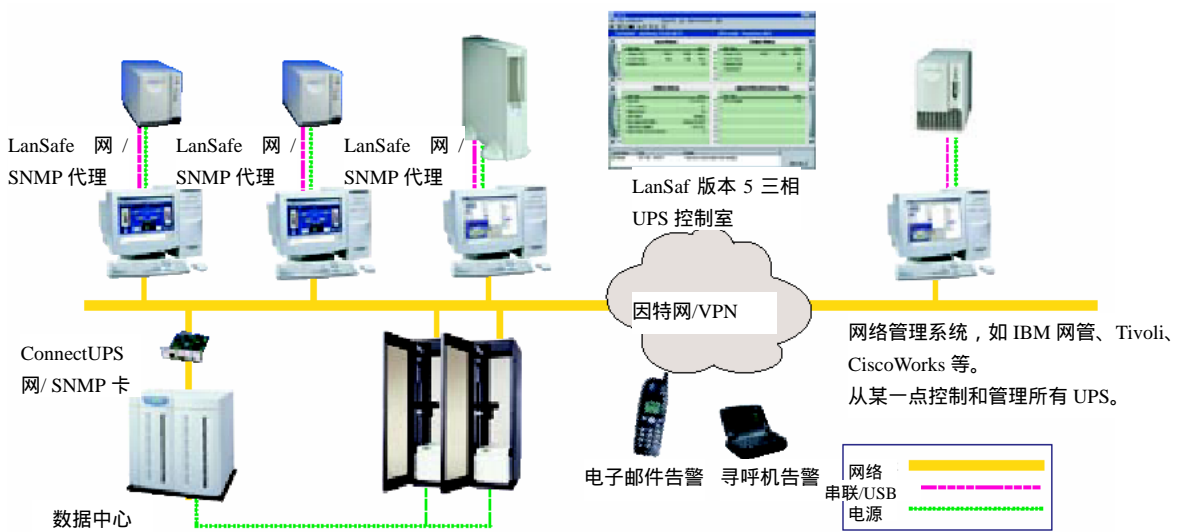 LanSafe 网 /
SNMP 代理
LanSafe 网 /
SNMP 代理
LanSafe 网 /
SNMP 代理
LanSaf 版本 5 三相
UPS 控制室
因特网/VPN
ConnectUPS
网/ SNMP 卡
网络管理系统，如 IBM 网管、Tivoli、
CiscoWorks 等。
从某一点控制和管理所有 UPS。
电子邮件告警
寻呼机告警
网络
串联/USB
电源
数据中心